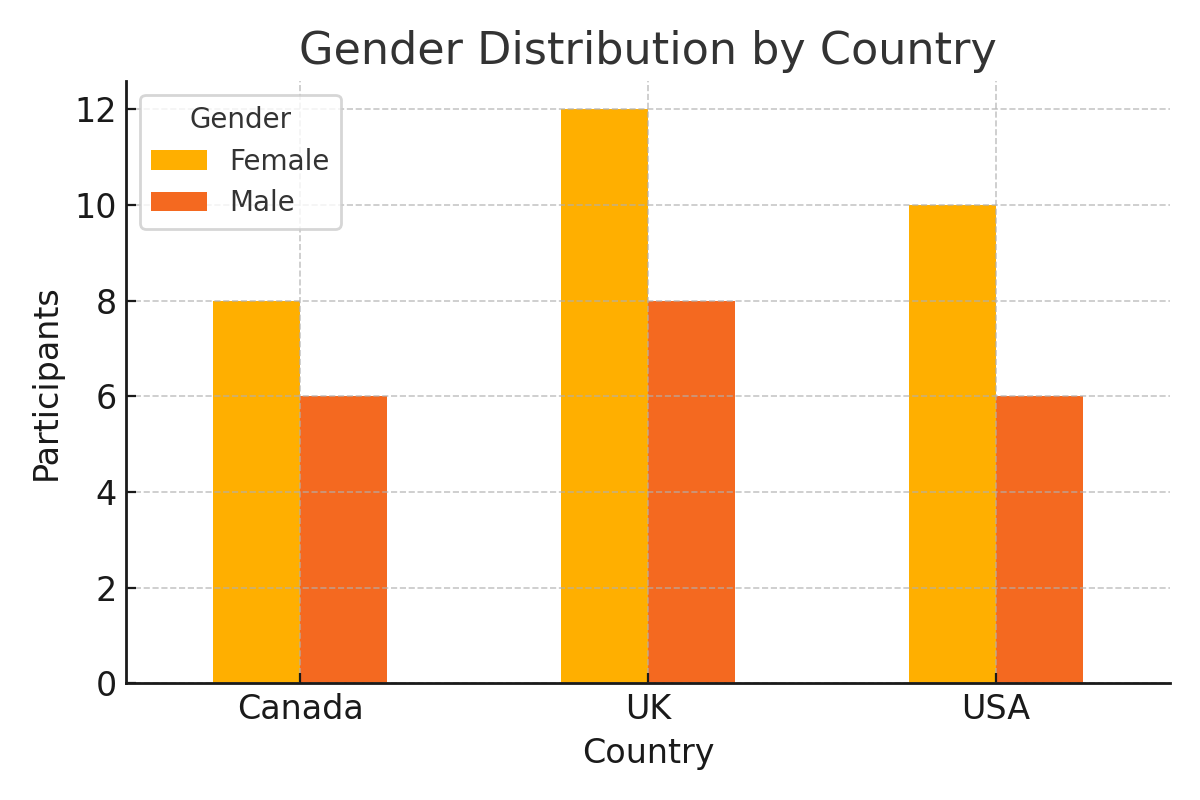 Gender Distribution by Country
Gender
Female
Male
12
10
8
6
4
2
0
Participants
Canada UK USA
Country